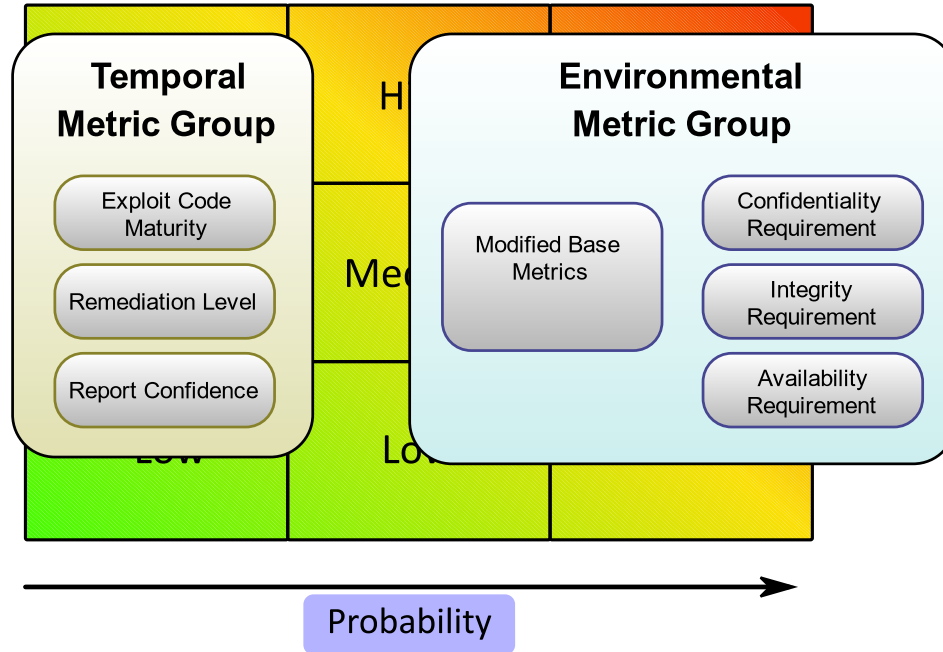 Temporal
Metric Group
Exploit Code
Maturity
Remediation Level
Report Confidence
Environmental
Metric Group
Modified Base
Metrics
Confidentiality
Requirement
Integrity
Requirement
Availability
Requirement
Low
Probability